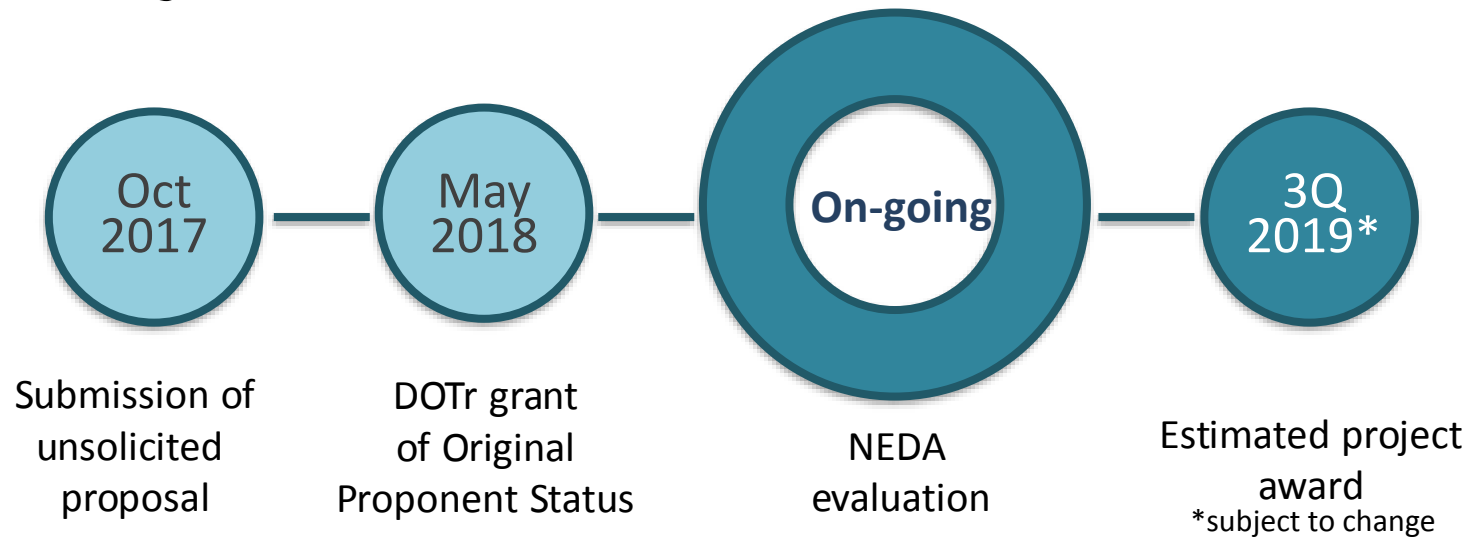 Oct
2017
May
2018
On-going
3Q
2019*
Submission of
unsolicited
proposal
DOTr grant
of Original
Proponent Status
NEDA
evaluation
Estimated project
award
*subject to change